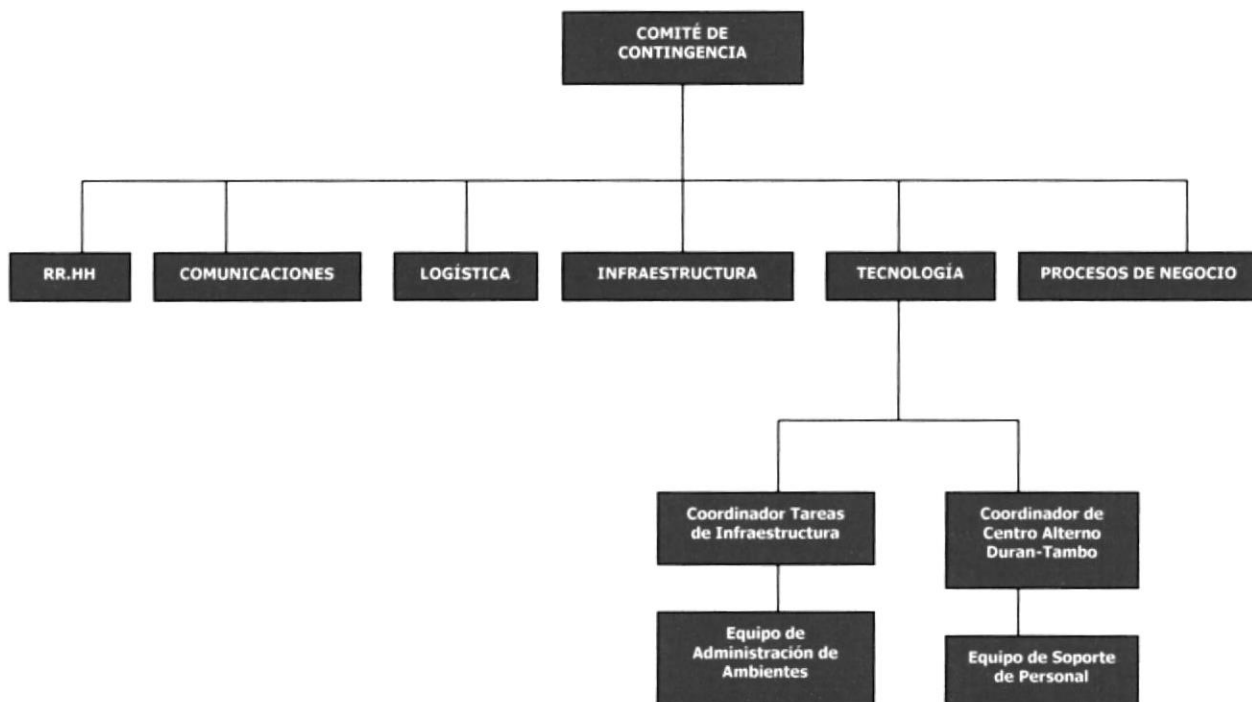 COMITÉ DE
CONTINGENCIA
RR.HH
COMUNICACIONES
LOGÍSTICA
INFRAESTRUCTURA
TECNOLOGÍA
PROCESOS DE NEGOCIO
Coordinador Tareas
de Infraestructura
Coordinador de
Centro Alterno
Duran-Tambo
Equipo de
Administración de
Ambientes
Equipo de Soporte
de Personal